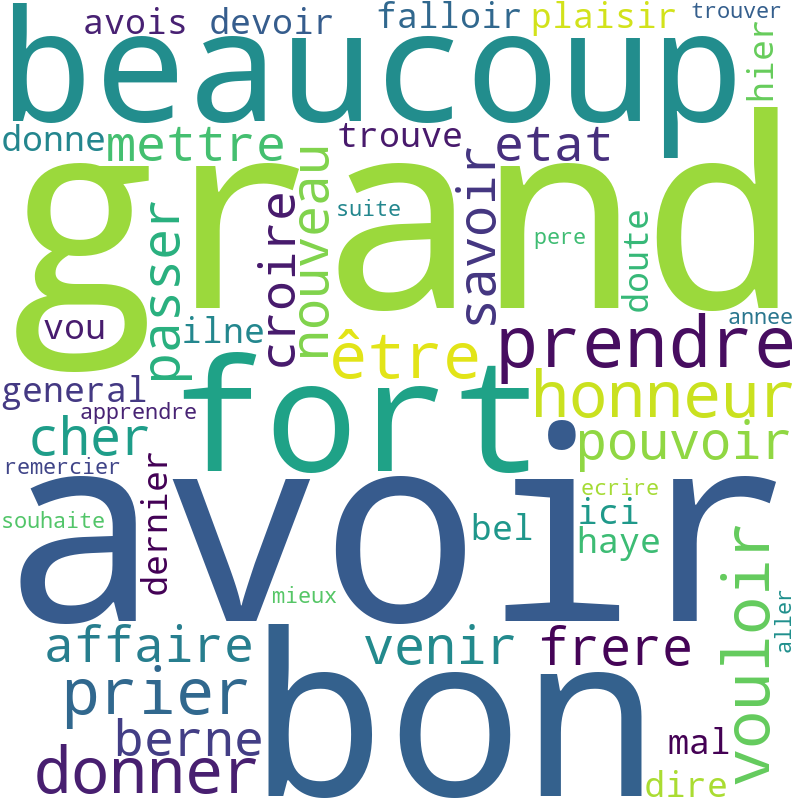 avois devoir falloir plaisir trouver
beaucoup
hier
donne mettre trouve etat
grand
passer
croire
nouveau
suite
savoir
pere
doute
annee
vou
ilne
être
prendre
general
apprendre
fort
honneur
cher
pouvoir
remercier
avoir
souhaite
dernier
ecrire
bel
ici
haye
mieux
vouloir
aller
affaire
venir
frere
prier
bon
berne
mal
donner
dire